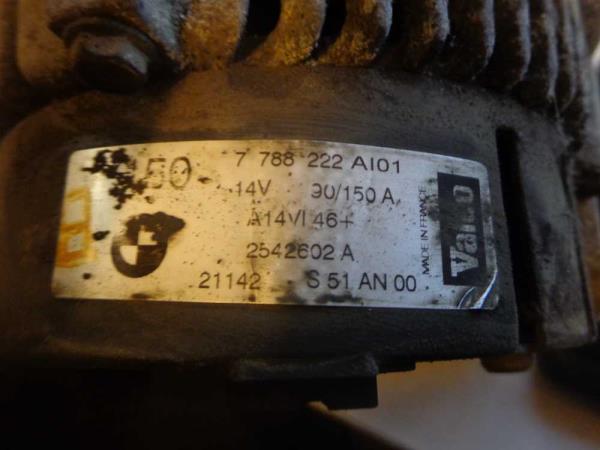 150 7 788 222 AI01
14V 90/150 A
A14VI 46+
2542602 A
21142 S 51 AN 00
MADE IN FRANCE
Valeo